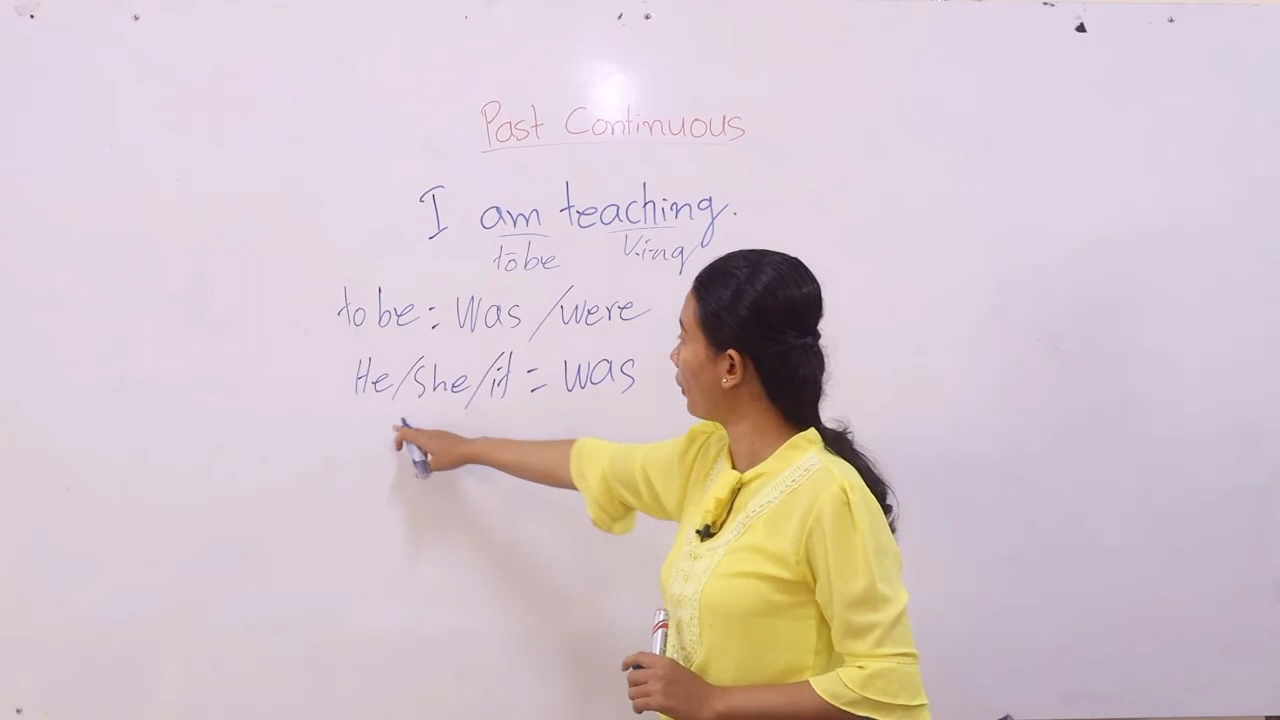 Past Continuous
I am teaching.
to be V.ing
to be : Was / were
He/She/it = was